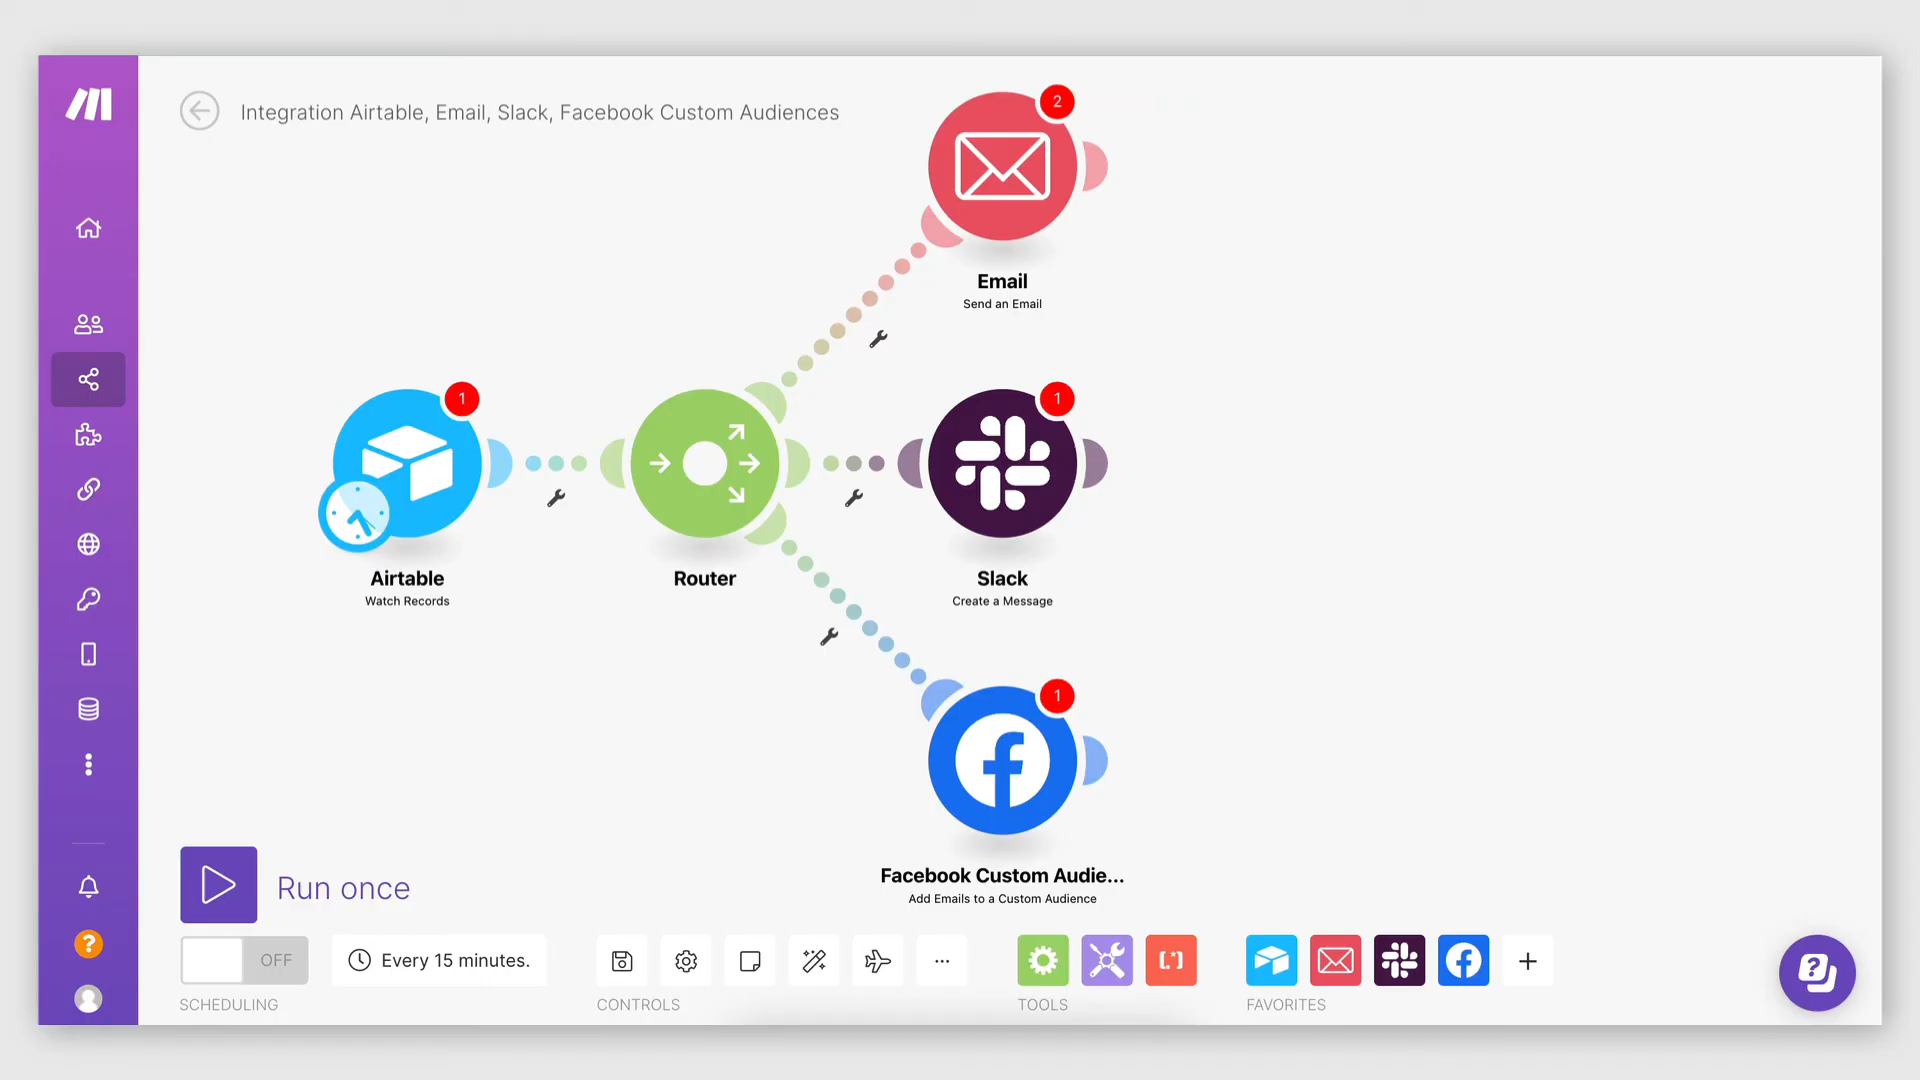 Integration Airtable, Email, Slack, Facebook Custom Audiences
2
Email
Send an Email
1
1
Airtable
Watch Records
Router
Slack
Create a Message
1
Facebook Custom Audie...
Add Emails to a Custom Audience
Run once
OFF
Every 15 minutes.
SCHEDULING
CONTROLS
TOOLS
FAVORITES